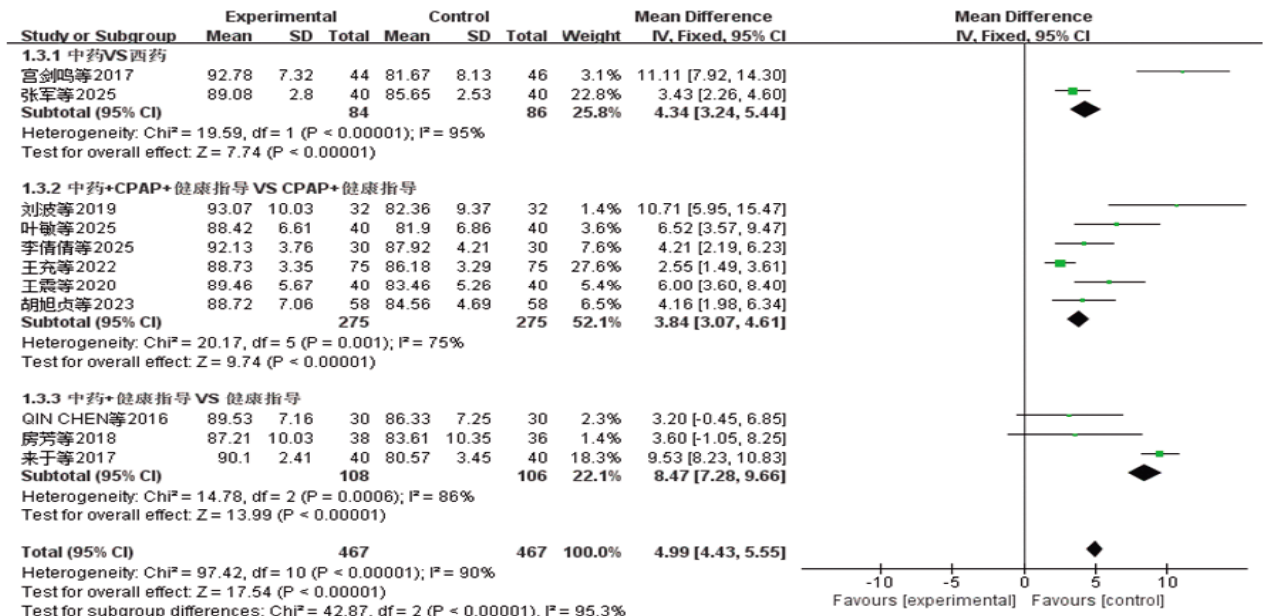 Experimental Control Mean Difference Mean Difference
Study or Subgroup Mean SD Total Mean SD Total Weight IV, Fixed, 95% CI IV, Fixed, 95% CI
1.3.1 中药VS西药
宫剑鸣等2017 92.78 7.32 44 81.67 8.13 46 3.1% 11.11 [7.92, 14.30]
张军等2025 89.08 2.8 40 85.65 2.53 40 22.8% 3.43 [2.26, 4.60]
Subtotal (95% CI) 84 86 25.8% 4.34 [3.24, 5.44]
Heterogeneity: Chi² = 19.59, df = 1 (P < 0.00001); I² = 95%
Test for overall effect: Z = 7.74 (P < 0.00001)
1.3.2 中药+CPAP+健康指导 VS CPAP+健康指导
刘波等2019 93.07 10.03 32 82.36 9.37 32 1.4% 10.71 [5.95, 15.47]
叶敏等2025 88.42 6.61 40 81.9 6.86 40 3.6% 6.52 [3.57, 9.47]
李倩倩等2025 92.13 3.76 30 87.92 4.21 30 7.6% 4.21 [2.19, 6.23]
王充等2022 88.73 3.35 75 86.18 3.29 75 27.6% 2.55 [1.49, 3.61]
王震等2020 89.46 5.67 40 83.46 5.26 40 5.4% 6.00 [3.60, 8.40]
胡旭贞等2023 88.72 7.06 58 84.56 4.69 58 6.5% 4.16 [1.98, 6.34]
Subtotal (95% CI) 275 275 52.1% 3.84 [3.07, 4.61]
Heterogeneity: Chi² = 20.17, df = 5 (P = 0.001); I² = 75%
Test for overall effect: Z = 9.74 (P < 0.00001)
1.3.3 中药+健康指导 VS 健康指导
QIN CHEN等2016 89.53 7.16 30 86.33 7.25 30 2.3% 3.20 [-0.45, 6.85]
房芳等2018 87.21 10.03 38 83.61 10.35 36 1.4% 3.60 [-1.05, 8.25]
来于等2017 90.1 2.41 40 80.57 3.45 40 18.3% 9.53 [8.23, 10.83]
Subtotal (95% CI) 108 106 22.1% 8.47 [7.28, 9.66]
Heterogeneity: Chi² = 14.78, df = 2 (P = 0.0006); I² = 86%
Test for overall effect: Z = 13.99 (P < 0.00001)
Total (95% CI) 467 467 100.0% 4.99 [4.43, 5.55]
Heterogeneity: Chi² = 97.42, df = 10 (P < 0.00001); I² = 90%
Test for overall effect: Z = 17.54 (P < 0.00001)
Test for subgroup differences: Chi² = 42.87, df = 2 (P < 0.00001), I² = 95.3%
-10 -5 0 5 10
Favours [experimental] Favours [control]